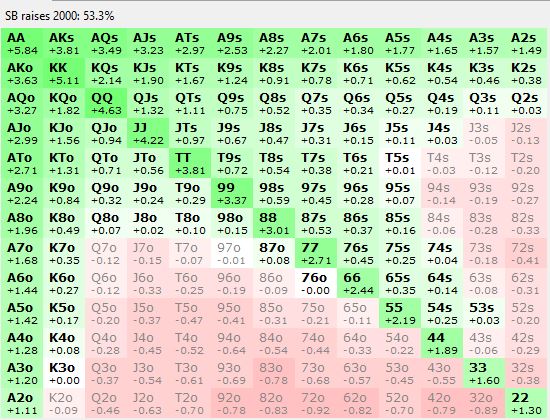 SB raises 2000: 53.3%
AA AKs AQs AJs ATs A9s A8s A7s A6s A5s A4s A3s A2s
+5.84 +3.81 +3.49 +3.23 +2.97 +2.53 +2.27 +2.01 +1.80 +1.77 +1.65 +1.57 +1.49
AKo KK KQs KJs KTs K9s K8s K7s K6s K5s K4s K3s K2s
+3.63 +5.11 +2.14 +1.90 +1.67 +1.24 +0.91 +0.78 +0.71 +0.62 +0.54 +0.46 +0.38
AQo KQo QQ QJs QTs Q9s Q8s Q7s Q6s Q5s Q4s Q3s Q2s
+3.27 +1.82 +4.63 +1.32 +1.11 +0.75 +0.52 +0.35 +0.34 +0.27 +0.19 +0.11 +0.03
AJo KJo QJo JJ JTs J9s J8s J7s J6s J5s J4s J3s J2s
+2.99 +1.56 +0.94 +4.22 +0.97 +0.67 +0.47 +0.31 +0.15 +0.11 +0.03 -0.05 -0.13
ATo KTo QTo JTo TT T9s T8s T7s T6s T5s T4s T3s T2s
+2.71 +1.31 +0.71 +0.56 +3.81 +0.72 +0.54 +0.38 +0.21 +0.01 -0.03 -0.12 -0.20
A9o K9o Q9o J9o T9o 99 98s 97s 96s 95s 94s 93s 92s
+2.24 +0.84 +0.32 +0.24 +0.29 +3.37 +0.59 +0.45 +0.28 +0.07 -0.14 -0.19 -0.27
A8o K8o Q8o J8o T8o 98o 88 87s 86s 85s 84s 83s 82s
+1.96 +0.49 +0.07 +0.02 +0.10 +0.15 +3.01 +0.53 +0.37 +0.16 -0.06 -0.28 -0.33
A7o K7o Q7o J7o T7o 97o 87o 77 76s 75s 74s 73s 72s
+1.68 +0.35 -0.12 -0.15 -0.07 -0.01 +0.08 +2.71 +0.45 +0.25 +0.04 -0.18 -0.41
A6o K6o Q6o J6o T6o 96o 86o 76o 66 65s 64s 63s 62s
+1.44 +0.27 -0.12 -0.33 -0.25 -0.19 -0.09 +0.00 +2.44 +0.35 +0.14 -0.08 -0.31
A5o K5o Q5o J5o T5o 95o 85o 75o 65o 55 54s 53s 52s
+1.42 +0.17 -0.20 -0.37 -0.47 -0.41 -0.31 -0.21 -0.11 +2.19 +0.25 +0.03 -0.20
A4o K4o Q4o J4o T4o 94o 84o 74o 64o 54o 44 43s 42s
+1.28 +0.08 -0.28 -0.45 -0.52 -0.64 -0.54 -0.44 -0.33 -0.22 +1.89 -0.06 -0.29
A3o K3o Q3o J3o T3o 93o 83o 73o 63o 53o 43o 33 32s
+1.20 +0.00 -0.37 -0.54 -0.61 -0.69 -0.78 -0.68 -0.57 -0.45 -0.55 +1.60 -0.38
A2o K2o Q2o J2o T2o 92o 82o 72o 62o 52o 42o 32o 22
+1.11 -0.09 -0.46 -0.63 -0.70 -0.78 -0.83 -0.92 -0.82 -0.70 -0.79 -0.89 +1.30